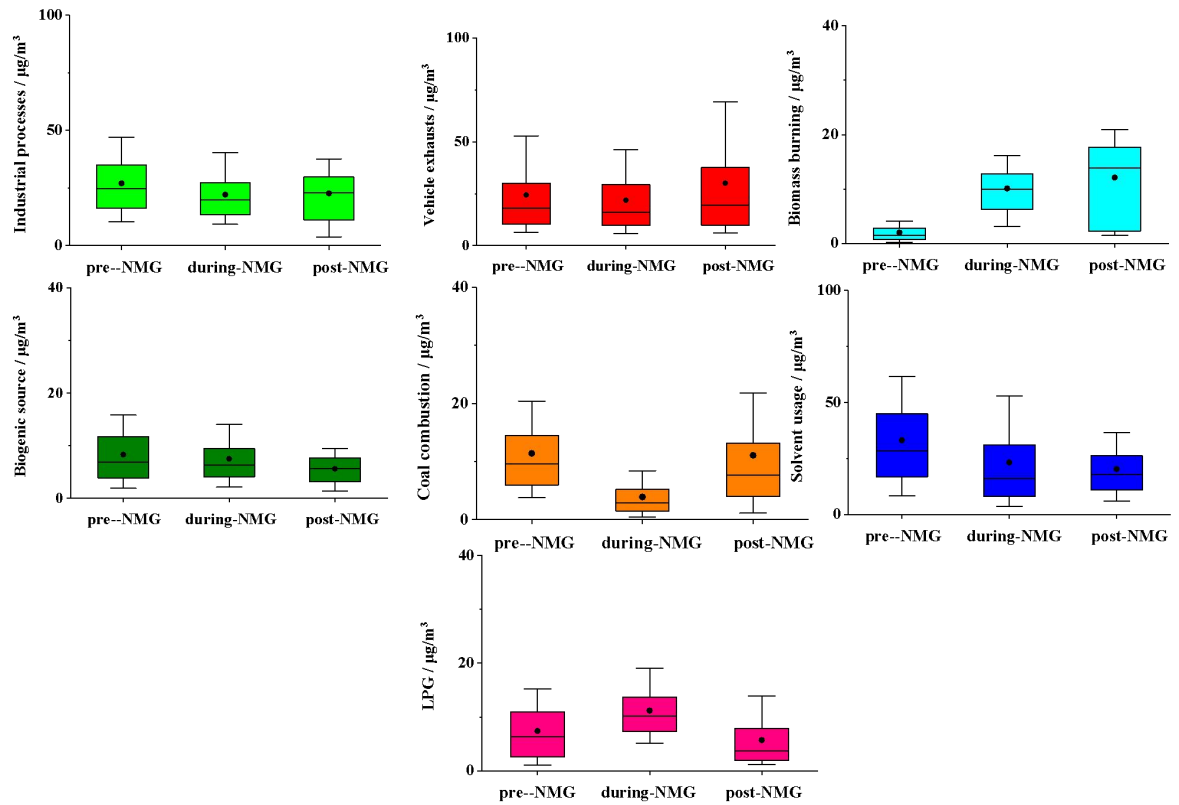 Industrial processes / μg/m³
100
50
0
pre--NMG during-NMG post-NMG
Vehicle exhausts / μg/m³
100
50
0
pre--NMG during-NMG post-NMG
Biomass burning / μg/m³
40
20
0
pre--NMG during-NMG post-NMG
Biogenic source / μg/m³
40
20
0
pre--NMG during-NMG post-NMG
Coal combustion / μg/m³
40
20
0
pre--NMG during-NMG post-NMG
Solvent usage / μg/m³
100
50
0
pre--NMG during-NMG post-NMG
LPG / μg/m³
40
20
0
pre--NMG during-NMG post-NMG